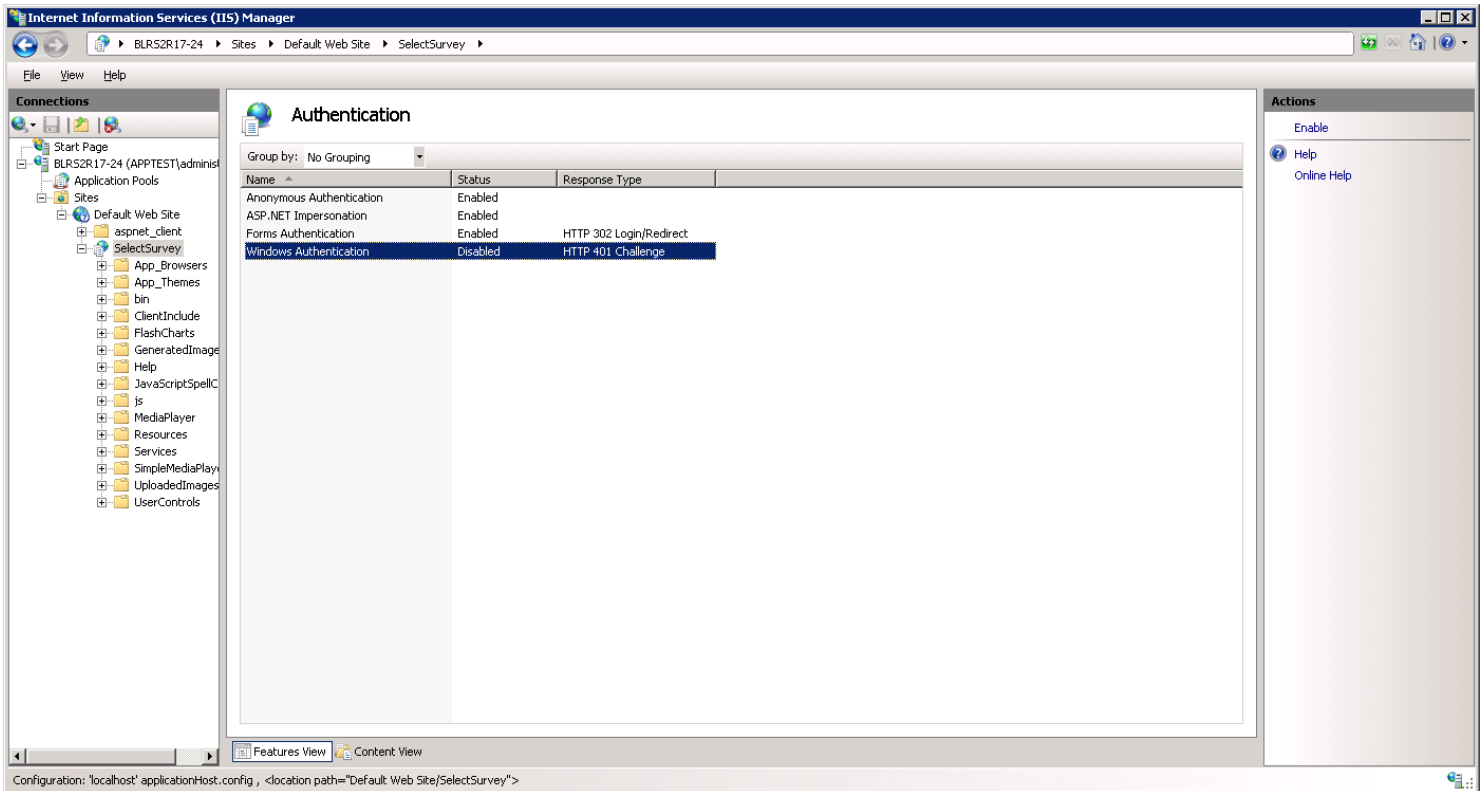 Internet Information Services (IIS) Manager
BLRS2R17-24 Sites Default Web Site SelectSurvey
File View Help
Connections
Start Page
BLRS2R17-24 (APPTEST\administ
Application Pools
Sites
Default Web Site
aspnet_client
SelectSurvey
App_Browsers
App_Themes
bin
ClientInclude
FlashCharts
GeneratedImage
Help
JavaScriptSpellC
js
MediaPlayer
Resources
Services
SimpleMediaPlay
UploadedImages
UserControls
Authentication
Group by: No Grouping
Name Status Response Type
Anonymous Authentication Enabled
ASP.NET Impersonation Enabled
Forms Authentication Enabled HTTP 302 Login/Redirect
Windows Authentication Disabled HTTP 401 Challenge
Features View Content View
Actions
Enable
Help
Online Help
Configuration: 'localhost' applicationHost.config , <location path="Default Web Site/SelectSurvey">